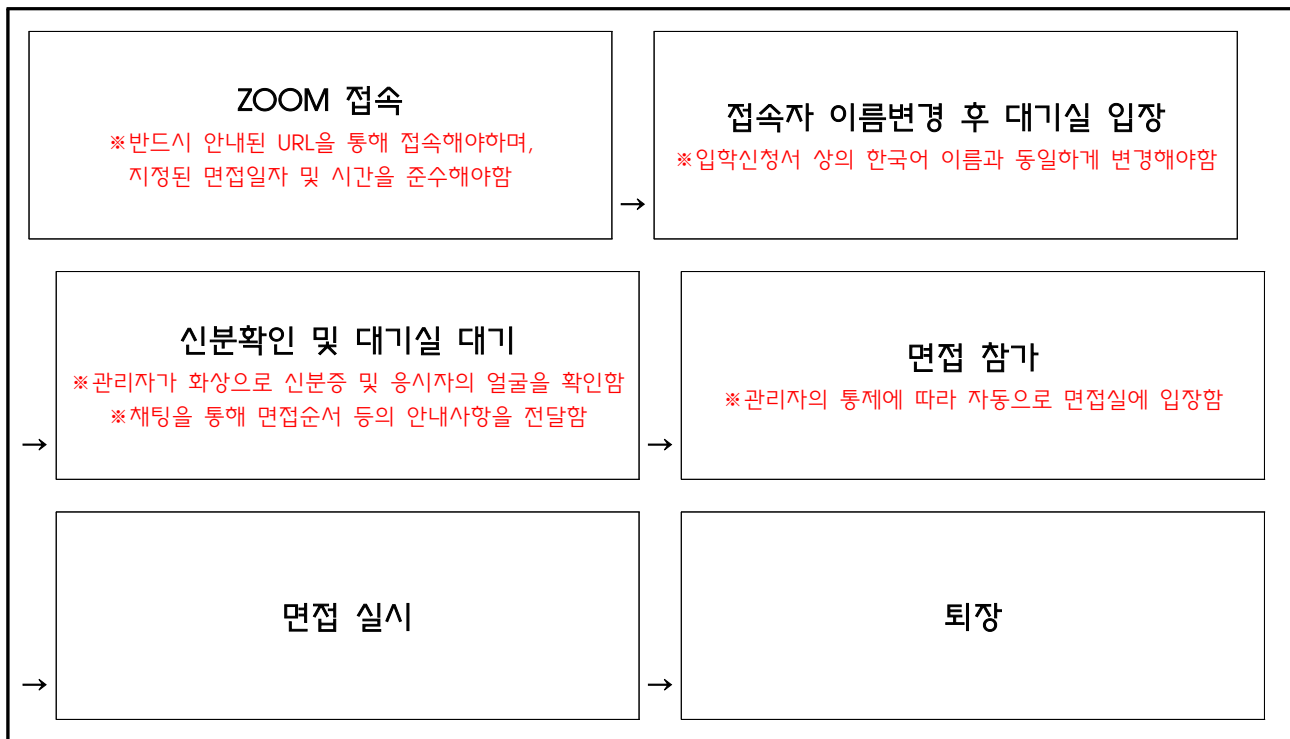 ZOOM 접속
※반드시 안내된 URL을 통해 접속해야하며,
지정된 면접일자 및 시간을 준수해야함
→
접속자 이름변경 후 대기실 입장
※입학신청서 상의 한국어 이름과 동일하게 변경해야함
→
신분확인 및 대기실 대기
※관리자가 화상으로 신분증 및 응시자의 얼굴을 확인함
※채팅을 통해 면접순서 등의 안내사항을 전달함
→
면접 참가
※관리자의 통제에 따라 자동으로 면접실에 입장함
→
면접 실시
→
퇴장